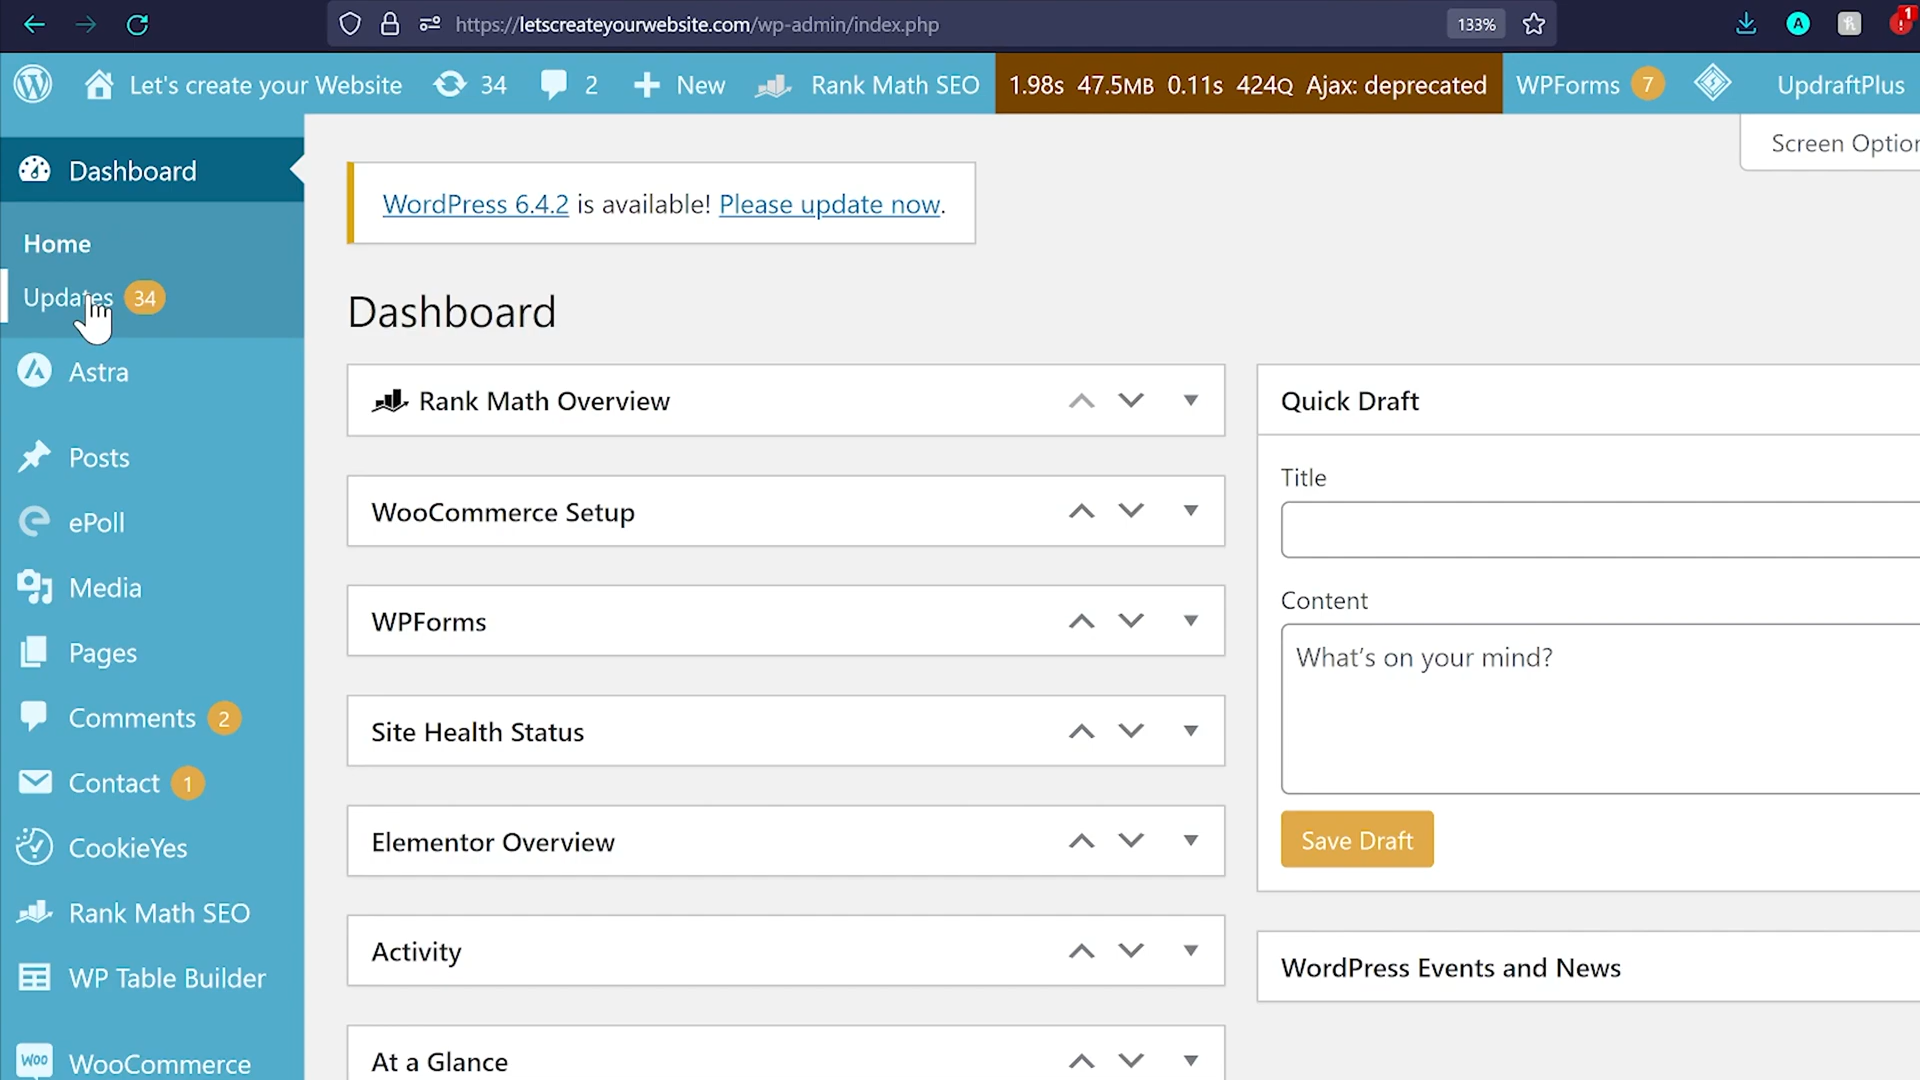 https://letscreateyourwebsite.com/wp-admin/index.php
133%
A
1
Let's create your Website
34
2
New
Rank Math SEO
1.98s 47.5MB 0.11s 424Q Ajax: deprecated
WPForms 7
UpdraftPlus
Screen Option
Dashboard
Home
Updates 34
Astra
Posts
ePoll
Media
Pages
Comments 2
Contact 1
CookieYes
Rank Math SEO
WP Table Builder
Woo WooCommerce
WordPress 6.4.2 is available! Please update now.
Dashboard
Rank Math Overview
WooCommerce Setup
WPForms
Site Health Status
Elementor Overview
Activity
At a Glance
Quick Draft
Title
Content
What's on your mind?
Save Draft
WordPress Events and News